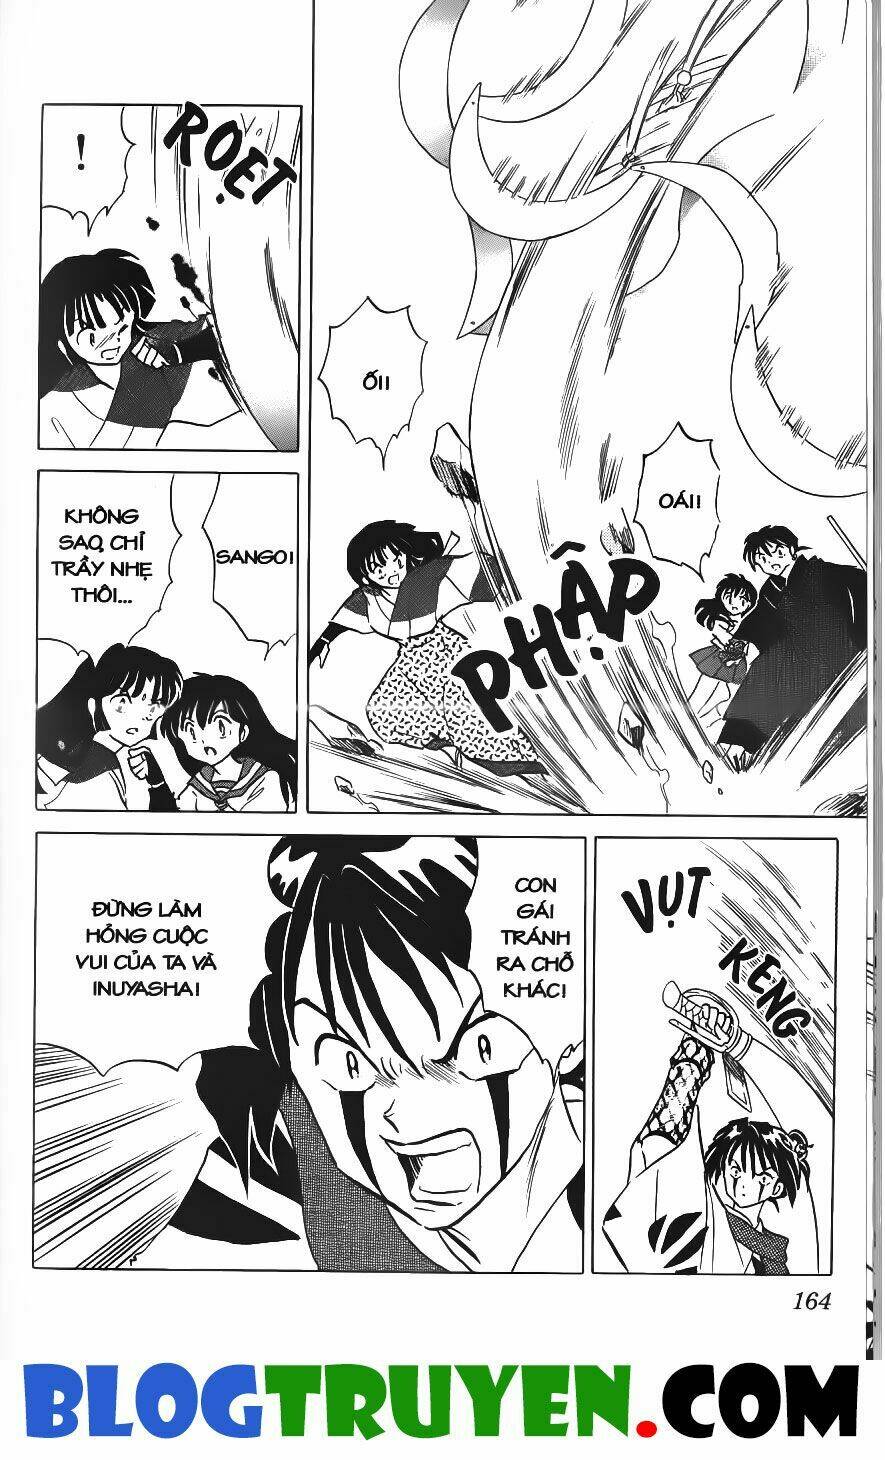 ỐI!
OÁI!
PHẬP
!
ROẸT
SANGO!
KHÔNG
SAO, CHỈ
TRẦY NHẸ
THÔI...
VỤT
KENG
CON
GÁI
TRÁNH
RA CHỖ
KHÁC!
ĐỪNG LÀM
HỎNG CUỘC
VUI CỦA TA VÀ
INUYASHA!
164
BLOGTRUYEN.COM